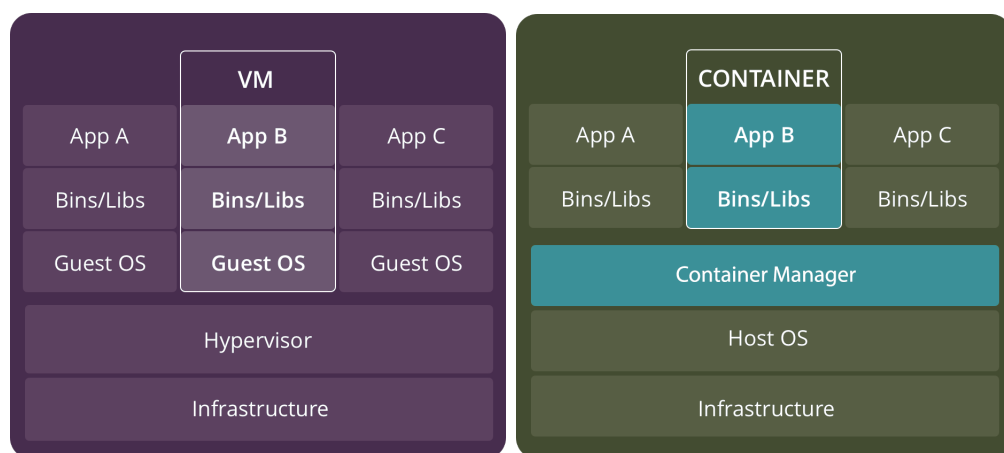 VM
App A
App B
App C
Bins/Libs
Bins/Libs
Bins/Libs
Guest OS
Guest OS
Guest OS
Hypervisor
Infrastructure
CONTAINER
App A
App B
App C
Bins/Libs
Bins/Libs
Bins/Libs
Container Manager
Host OS
Infrastructure